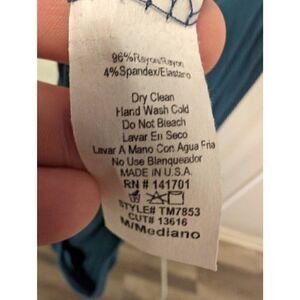 96%Rayon/Rayon
4%Spandex/Elastano
Dry Clean
Hand Wash Cold
Do Not Bleach
Lavar En Seco
Lavar A Mano Con Agua Fria
No Use Blanqueador
MADE IN U.S.A.
RN # 141701
STYLE# TM7853
CUT# 13616
M/Mediano